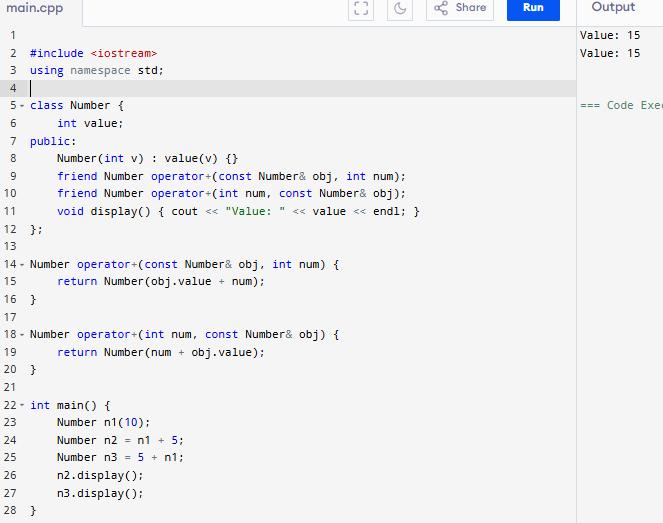 main.cpp
Share
Run
Output
1
2 #include <iostream>
3 using namespace std;
4
5 class Number {
6     int value;
7 public:
8     Number(int v) : value(v) {}
9     friend Number operator+(const Number& obj, int num);
10     friend Number operator+(int num, const Number& obj);
11     void display() { cout << "Value: " << value << endl; }
12 };
13
14 Number operator+(const Number& obj, int num) {
15     return Number(obj.value + num);
16 }
17
18 Number operator+(int num, const Number& obj) {
19     return Number(num + obj.value);
20 }
21
22 int main() {
23     Number n1(10);
24     Number n2 = n1 + 5;
25     Number n3 = 5 + n1;
26     n2.display();
27     n3.display();
28 }
Value: 15
Value: 15
=== Code Exe